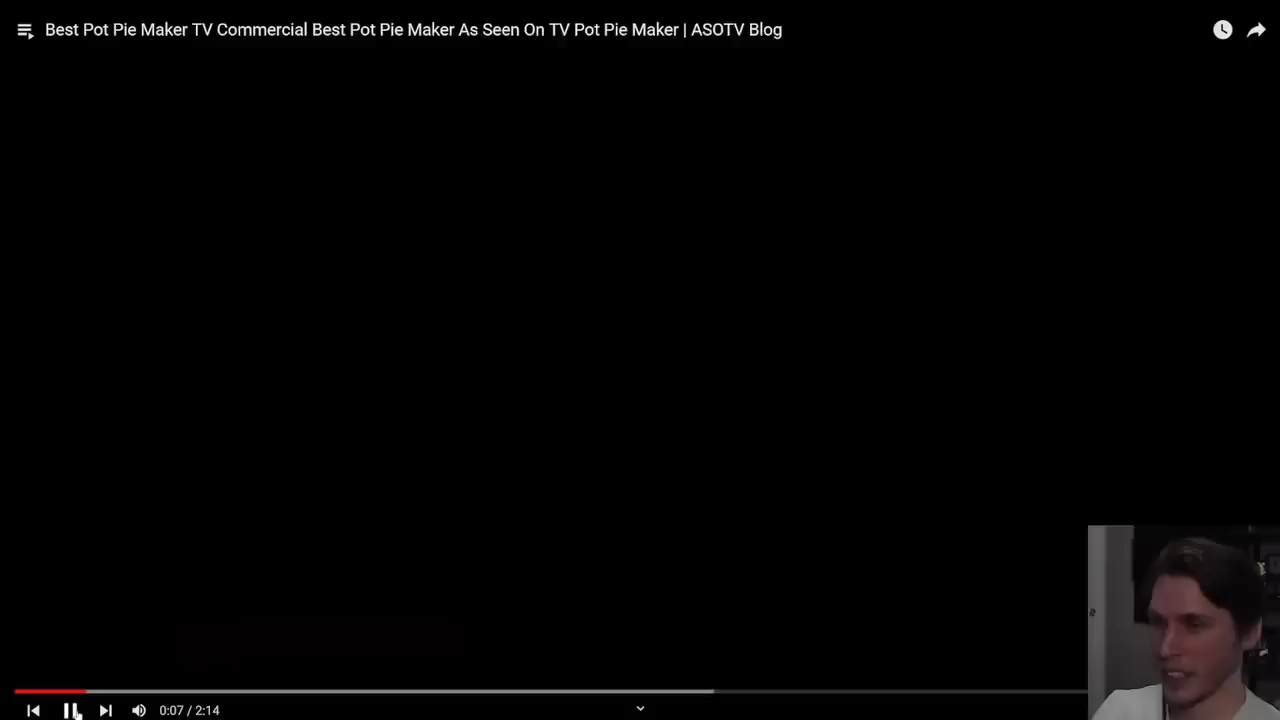 Best Pot Pie Maker TV Commercial Best Pot Pie Maker As Seen On TV Pot Pie Maker | ASOTV Blog
0:07 / 2:14